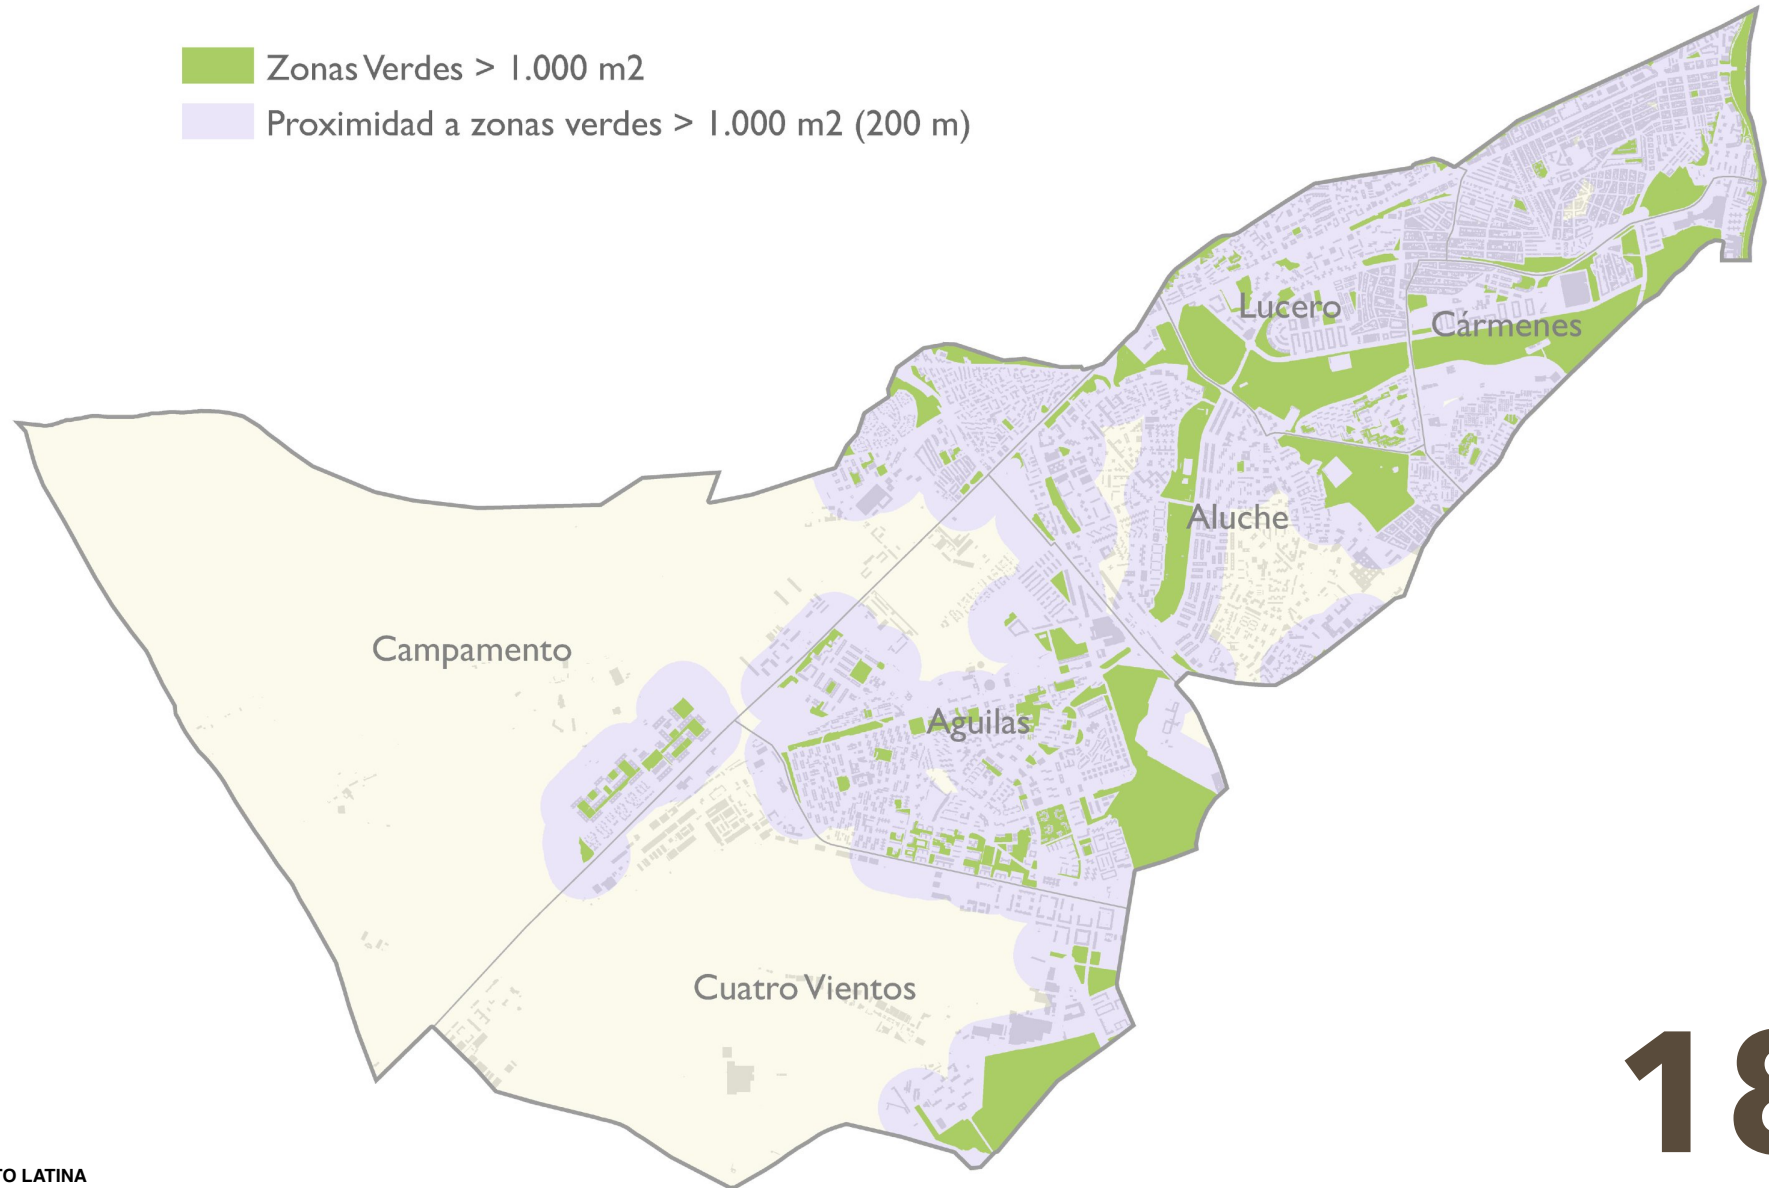 Zonas Verdes > 1.000 m2
Proximidad a zonas verdes > 1.000 m2 (200 m)
Lucero
Cármenes
Aluche
Campamento
Aguilas
Cuatro Vientos
18
TO LATINA